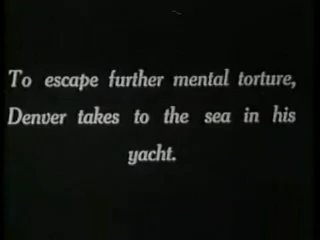 To escape further mental torture,
Denver takes to the sea in his
yacht.